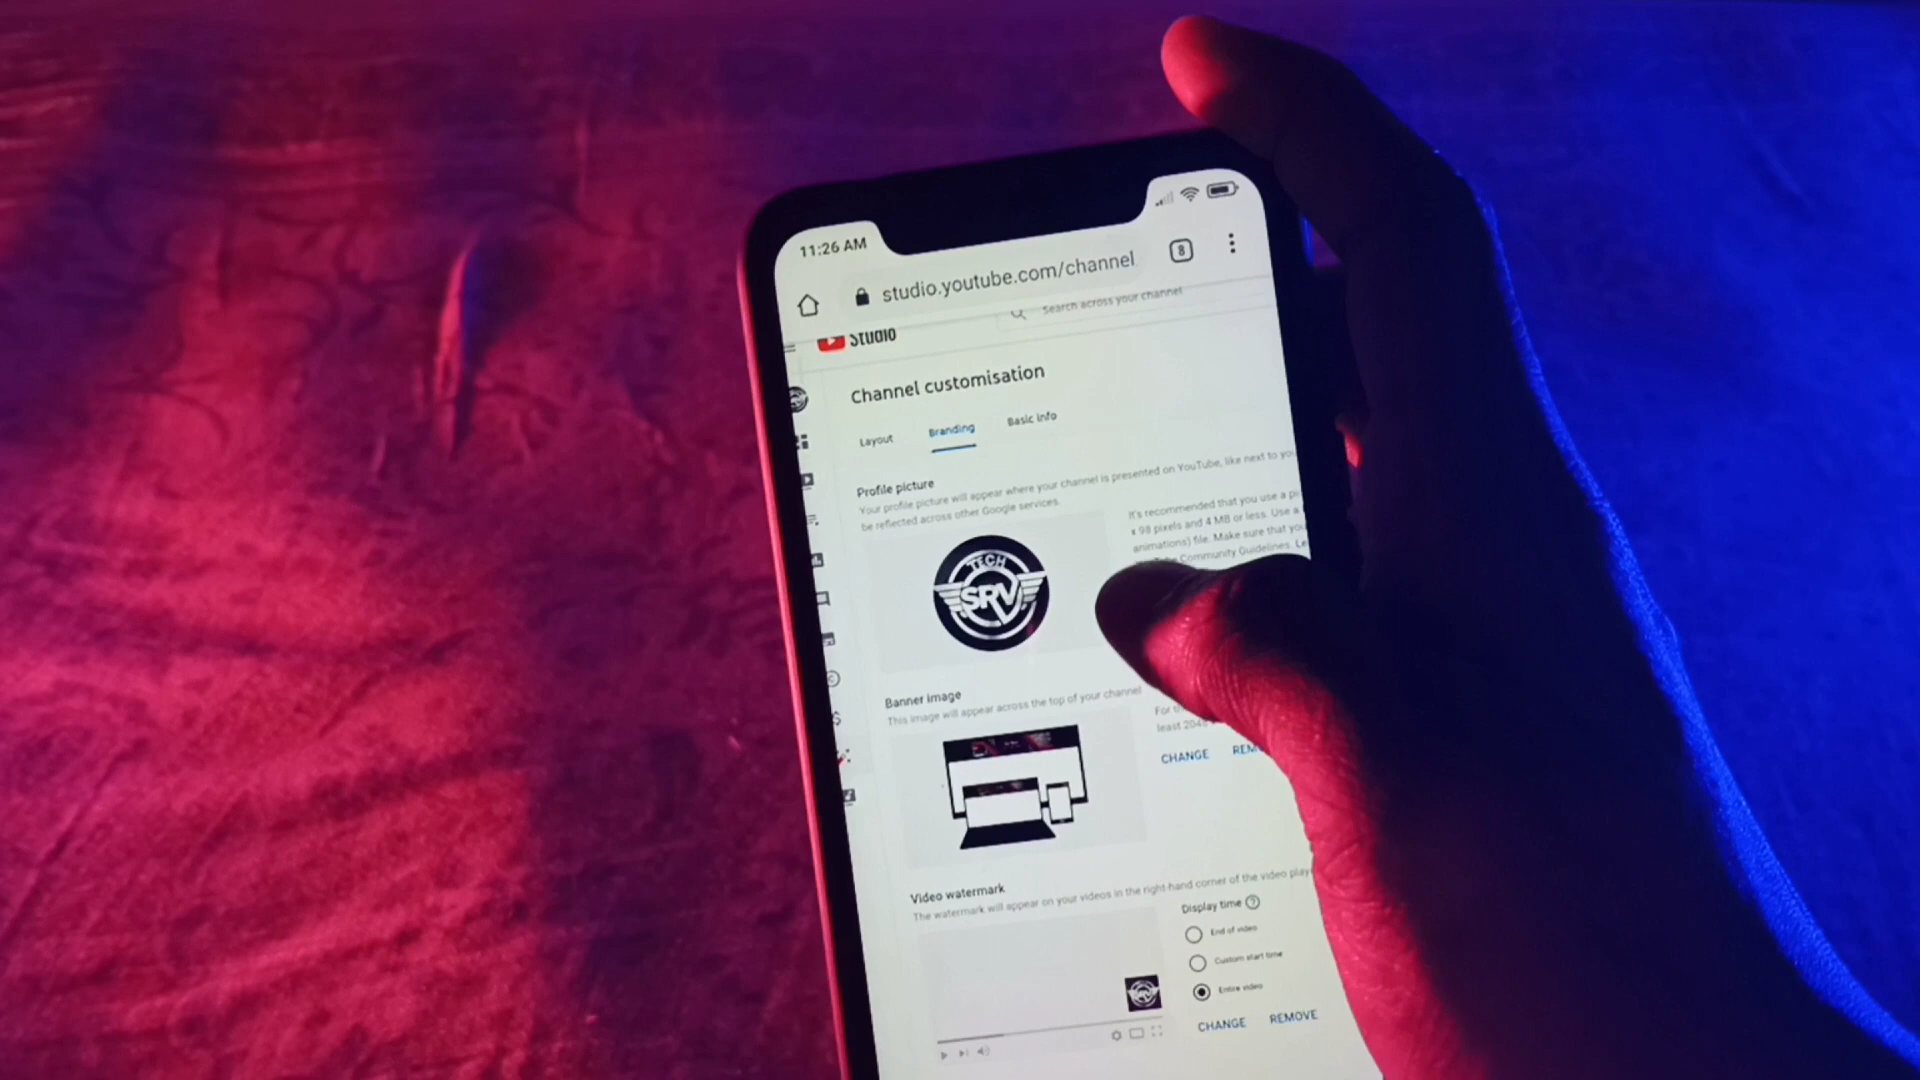 11:26 AM
studio.youtube.com/channel
8
Search across your channel
Studio
Channel customisation
Layout
Branding
Basic info
Profile picture
Your profile picture will appear where your channel is presented on YouTube, like next to
be reflected across other Google services.
It's recommended that you use a
x 98 pixels and 4 MB or less. Use a
animations) file. Make sure that you
Community Guidelines.
TECH
SRV
Banner image
This image will appear across the top of your channel
For
least
CHANGE
Video watermark
The watermark will appear on your videos in the right-hand corner of the video
Display time
End of video
Custom start time
Entire video
SRV
CHANGE
REMOVE